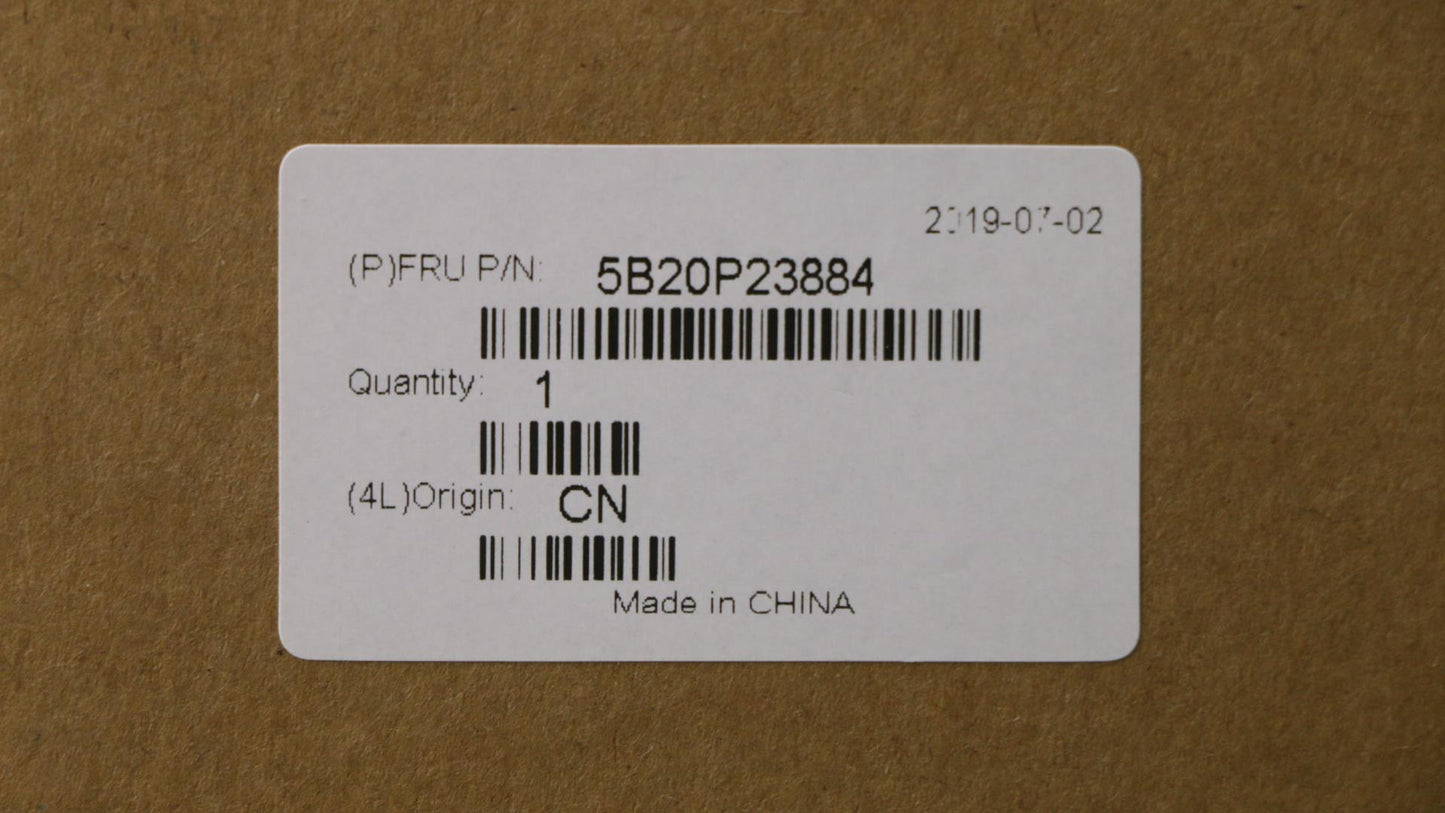 2019-07-02
(P)FRU P/N: 5B20P23884
Quantity: 1
(4L)Origin: CN
Made in CHINA